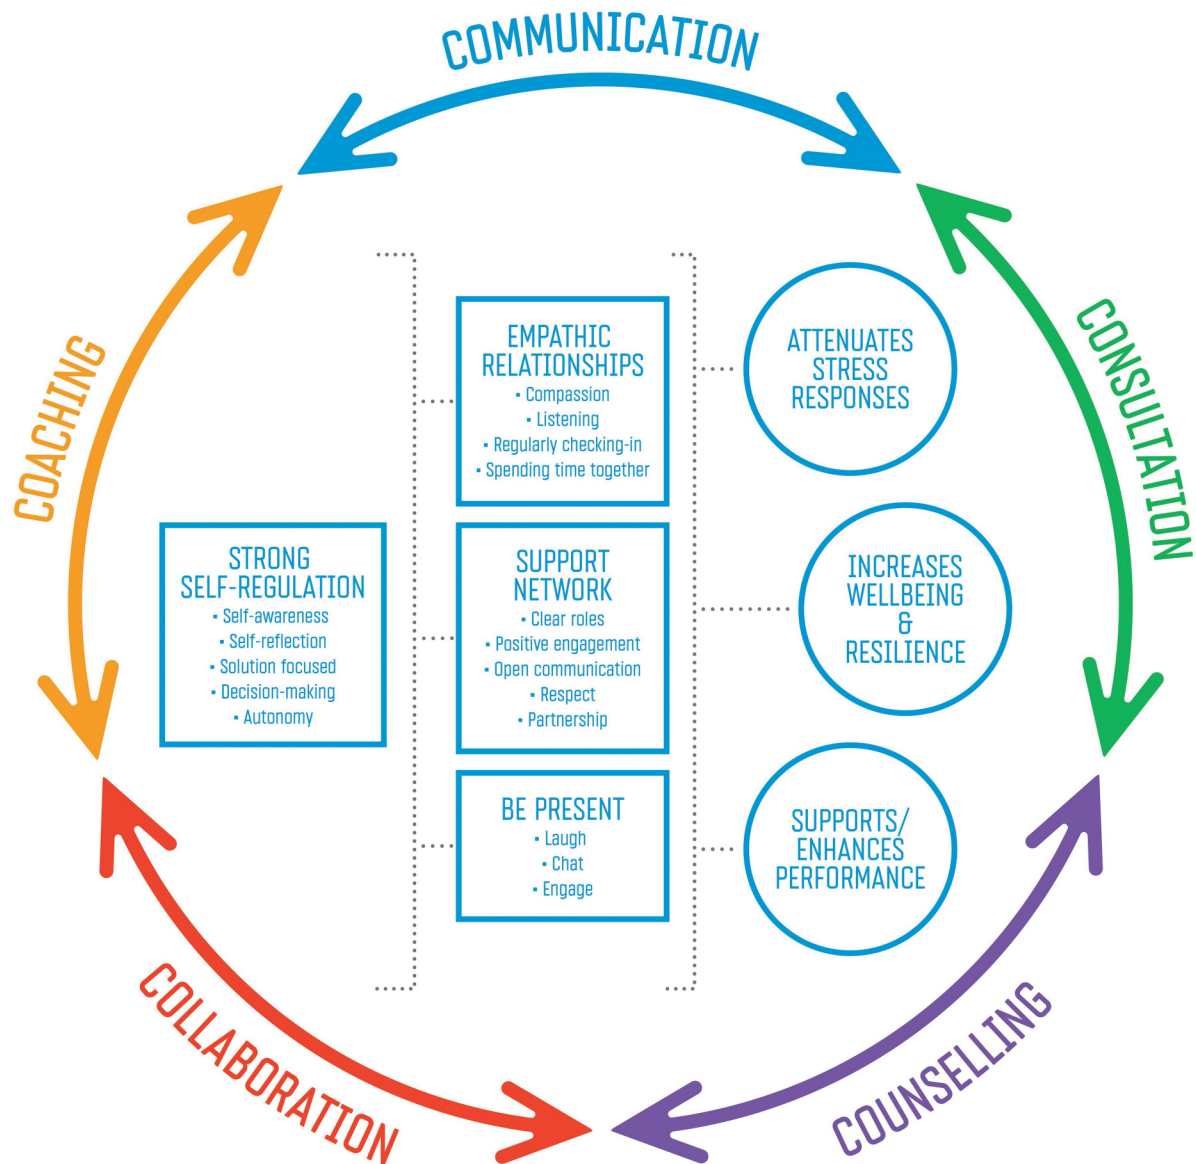 COMMUNICATION
COACHING
CONSULTATION
EMPATHIC
RELATIONSHIPS
▪ Compassion
▪ Listening
▪ Regularly checking-in
▪ Spending time together
ATTENUATES
STRESS
RESPONSES
STRONG
SELF-REGULATION
▪ Self-awareness
▪ Self-reflection
▪ Solution focused
▪ Decision-making
▪ Autonomy
SUPPORT
NETWORK
▪ Clear roles
▪ Positive engagement
▪ Open communication
▪ Respect
▪ Partnership
INCREASES
WELLBEING
&
RESILIENCE
BE PRESENT
▪ Laugh
▪ Chat
▪ Engage
SUPPORTS/
ENHANCES
PERFORMANCE
COLLABORATION
COUNSELLING